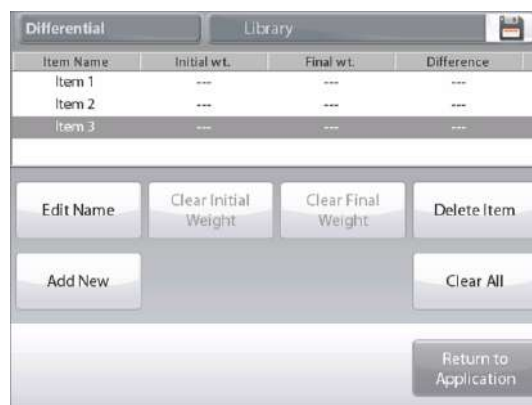 Differential Library
Item Name Initial wt. Final wt. Difference
Item 1 --- --- ---
Item 2 --- --- ---
Item 3 --- --- ---
Edit Name
Clear Initial
Weight
Clear Final
Weight
Delete Item
Add New
Clear All
Return to
Application